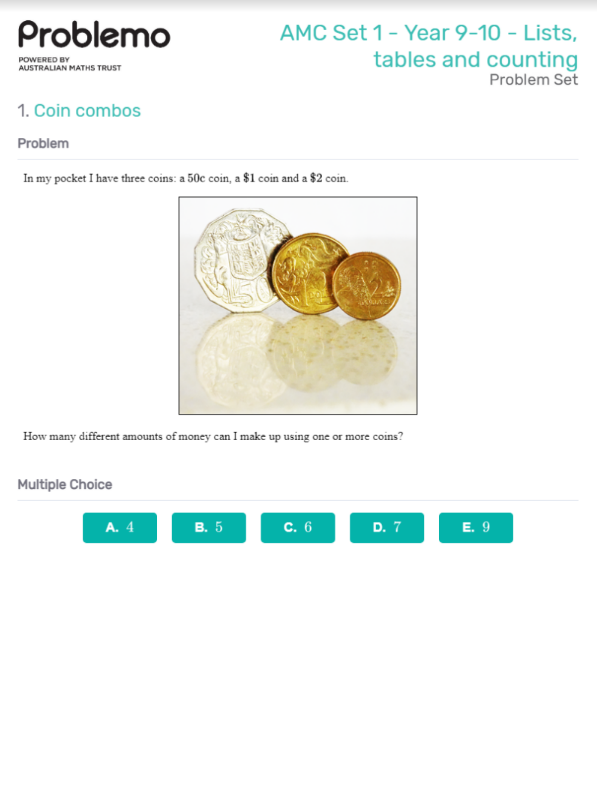 Problemo
POWERED BY
AUSTRALIAN MATHS TRUST
AMC Set 1 - Year 9-10 - Lists,
tables and counting
Problem Set
1. Coin combos
Problem
In my pocket I have three coins: a 50c coin, a $1 coin and a $2 coin.
How many different amounts of money can I make up using one or more coins?
Multiple Choice
A. 4
B. 5
C. 6
D. 7
E. 9